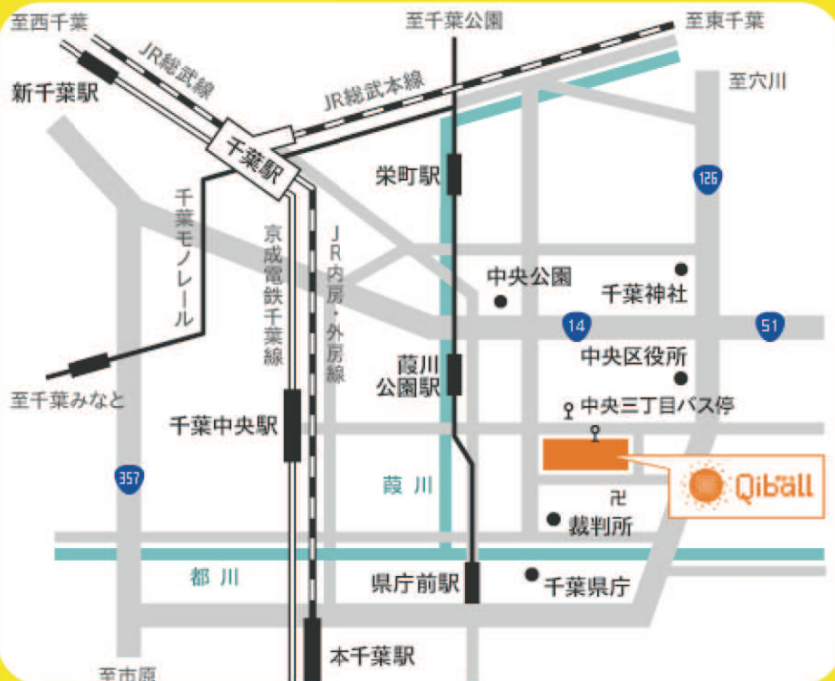 至西千葉
至千葉公園
至東千葉
JR総武線
JR総武本線
新千葉駅
至穴川
千葉駅
栄町駅
126
千葉モノレール
京成電鉄千葉線
JR内房・外房線
中央公園
千葉神社
14
51
葭川
公園駅
中央区役所
至千葉みなと
千葉中央駅
中央三丁目バス停
357
葭川
Qiball
卍
裁判所
都川
県庁前駅
千葉県庁
本千葉駅
至市原